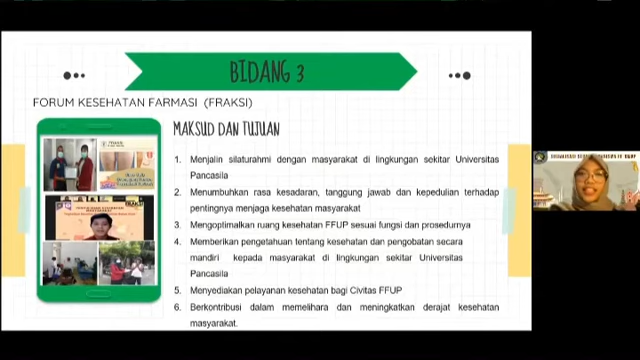 BIDANG 3
FORUM KESEHATAN FARMASI (FRAKSI)
MAKSUD DAN TUJUAN
1. Menjalin silaturahmi dengan masyarakat di lingkungan sekitar Universitas
Pancasila
2. Menumbuhkan rasa kesadaran, tanggung jawab dan kepedulian terhadap
pentingnya menjaga kesehatan masyarakat
3. Mengoptimalkan ruang kesehatan FFUP sesuai fungsi dan prosedurnya
4. Memberikan pengetahuan tentang kesehatan dan pengobatan secara
mandiri kepada masyarakat di lingkungan sekitar Universitas
Pancasila
5. Menyediakan pelayanan kesehatan bagi Civitas FFUP
6. Berkontribusi dalam memelihara dan meningkatkan derajat kesehatan
masyarakat.